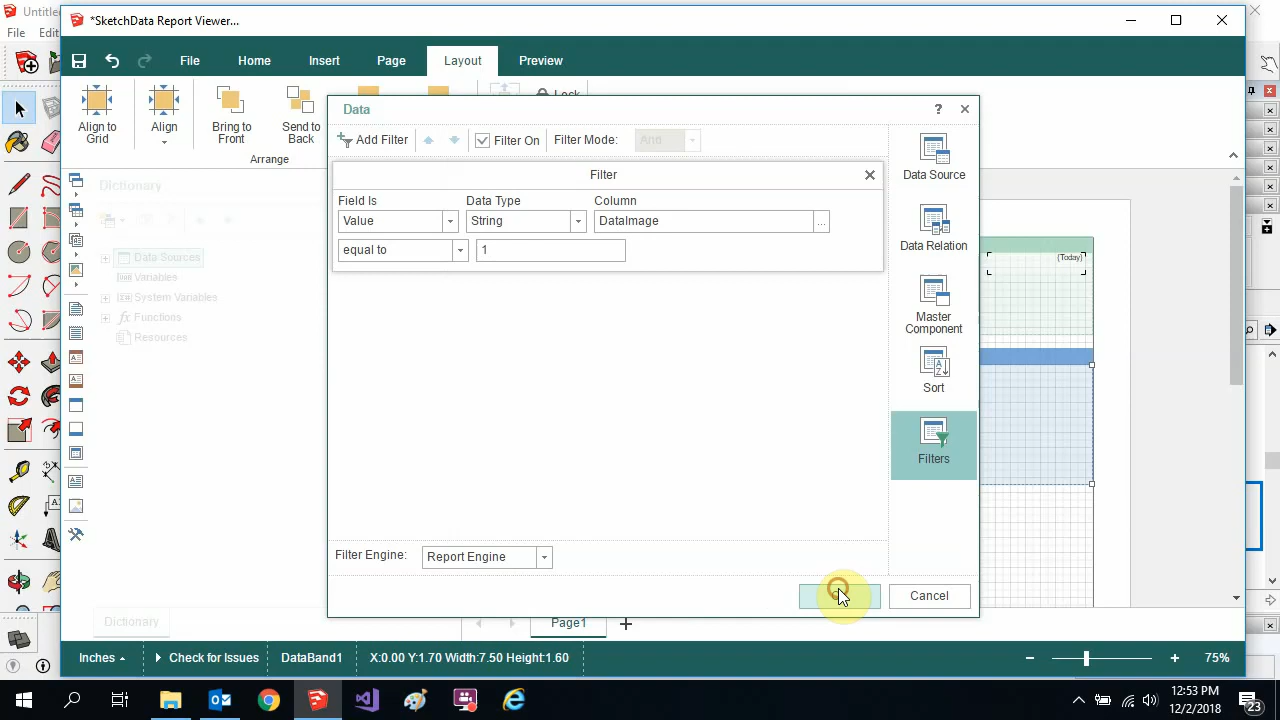 Untitl
*SketchData Report Viewer...
File
Edi
File
Home
Insert
Page
Layout
Preview
Align to
Grid
Align
Bring to
Front
Send to
Back
Lock
Arrange
Data
?
Add Filter
Filter On
Filter Mode:
And
Data Source
Data Relation
Master
Component
Sort
Filters
Filter
Field Is
Data Type
Column
Value
String
DataImage
...
equal to
1
Filter Engine:
Report Engine
Cancel
Dictionary
Data Sources
Variables
System Variables
Functions
Resources
(Today)
Dictionary
Page1
Inches
Check for Issues
DataBand1
X:0.00 Y:1.70 Width:7.50 Height:1.60
75%
12:53 PM
12/2/2018
23